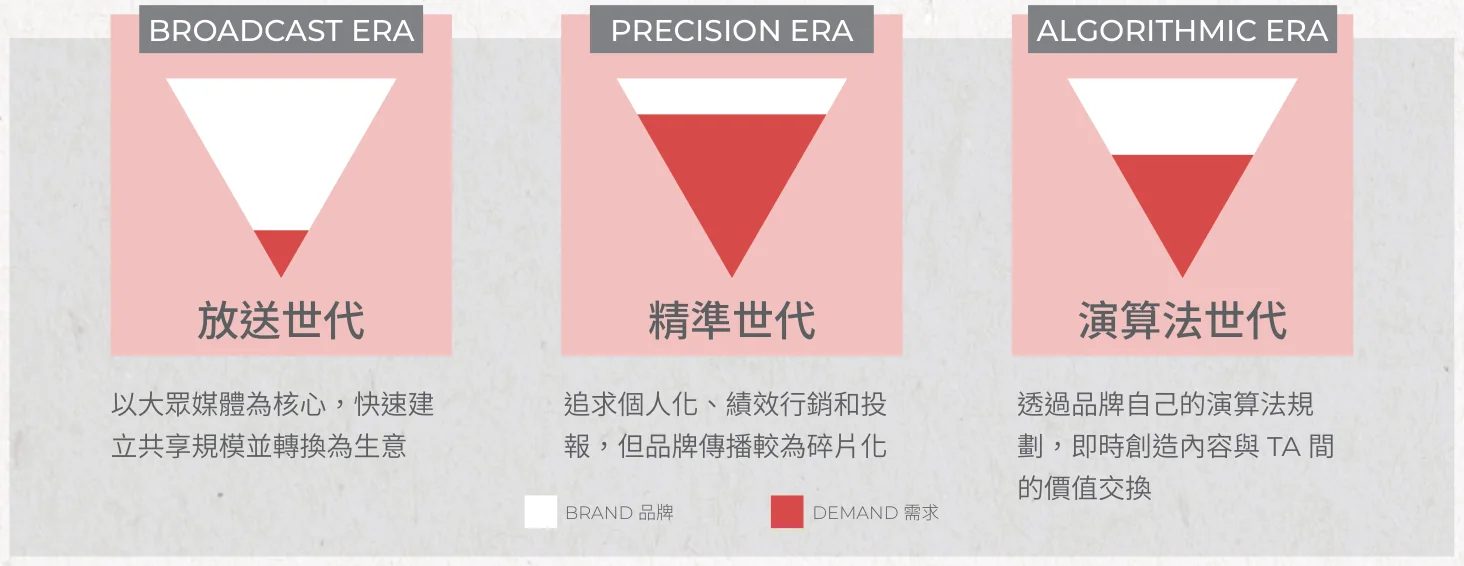 BROADCAST ERA
PRECISION ERA
ALGORITHMIC ERA
放送世代
精準世代
演算法世代
以大眾媒體為核心，快速建
立共享規模並轉換為生意
追求個人化、績效行銷和投
報，但品牌傳播較為碎片化
透過品牌自己的演算法規
劃，即時創造內容與 TA 間
的價值交換
BRAND 品牌
DEMAND 需求